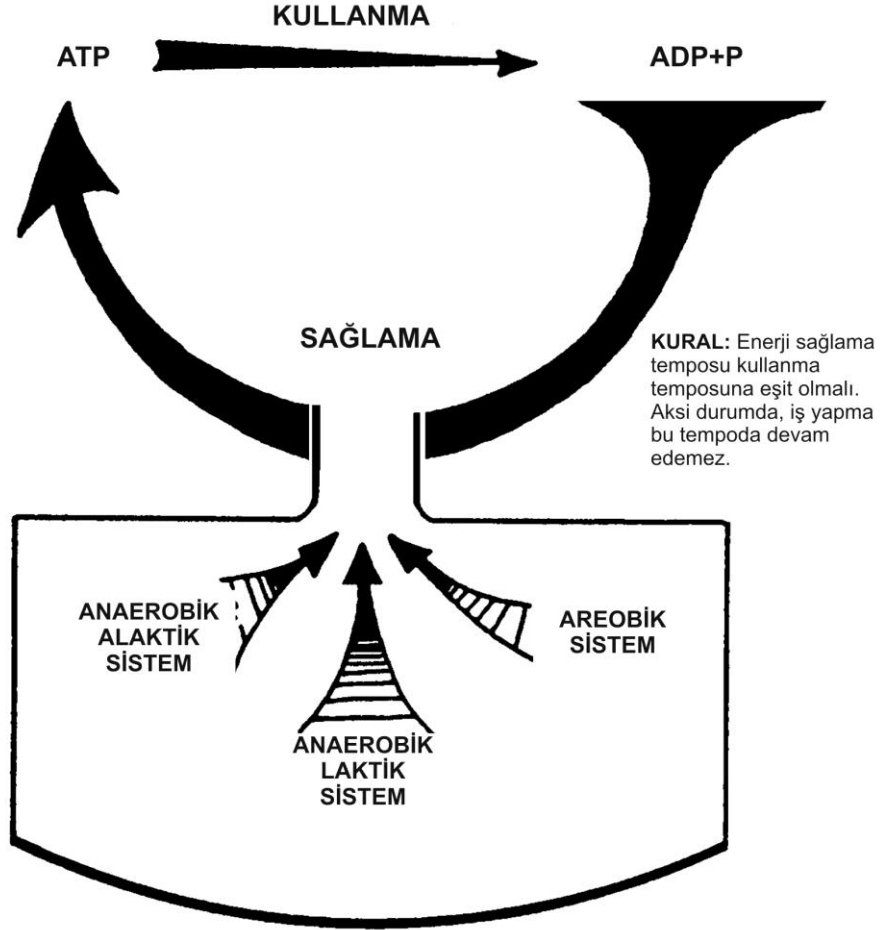 KULLANMA
ATP
ADP+P
SAĞLAMA
KURAL: Enerji sağlama
temposu kullanma
temposuna eşit olmalı.
Aksi durumda, iş yapma
bu tempoda devam
edemez.
ANAEROBİK
ALAKTİK
SİSTEM
ANAEROBİK
LAKTİK
SİSTEM
AREOBİK
SİSTEM